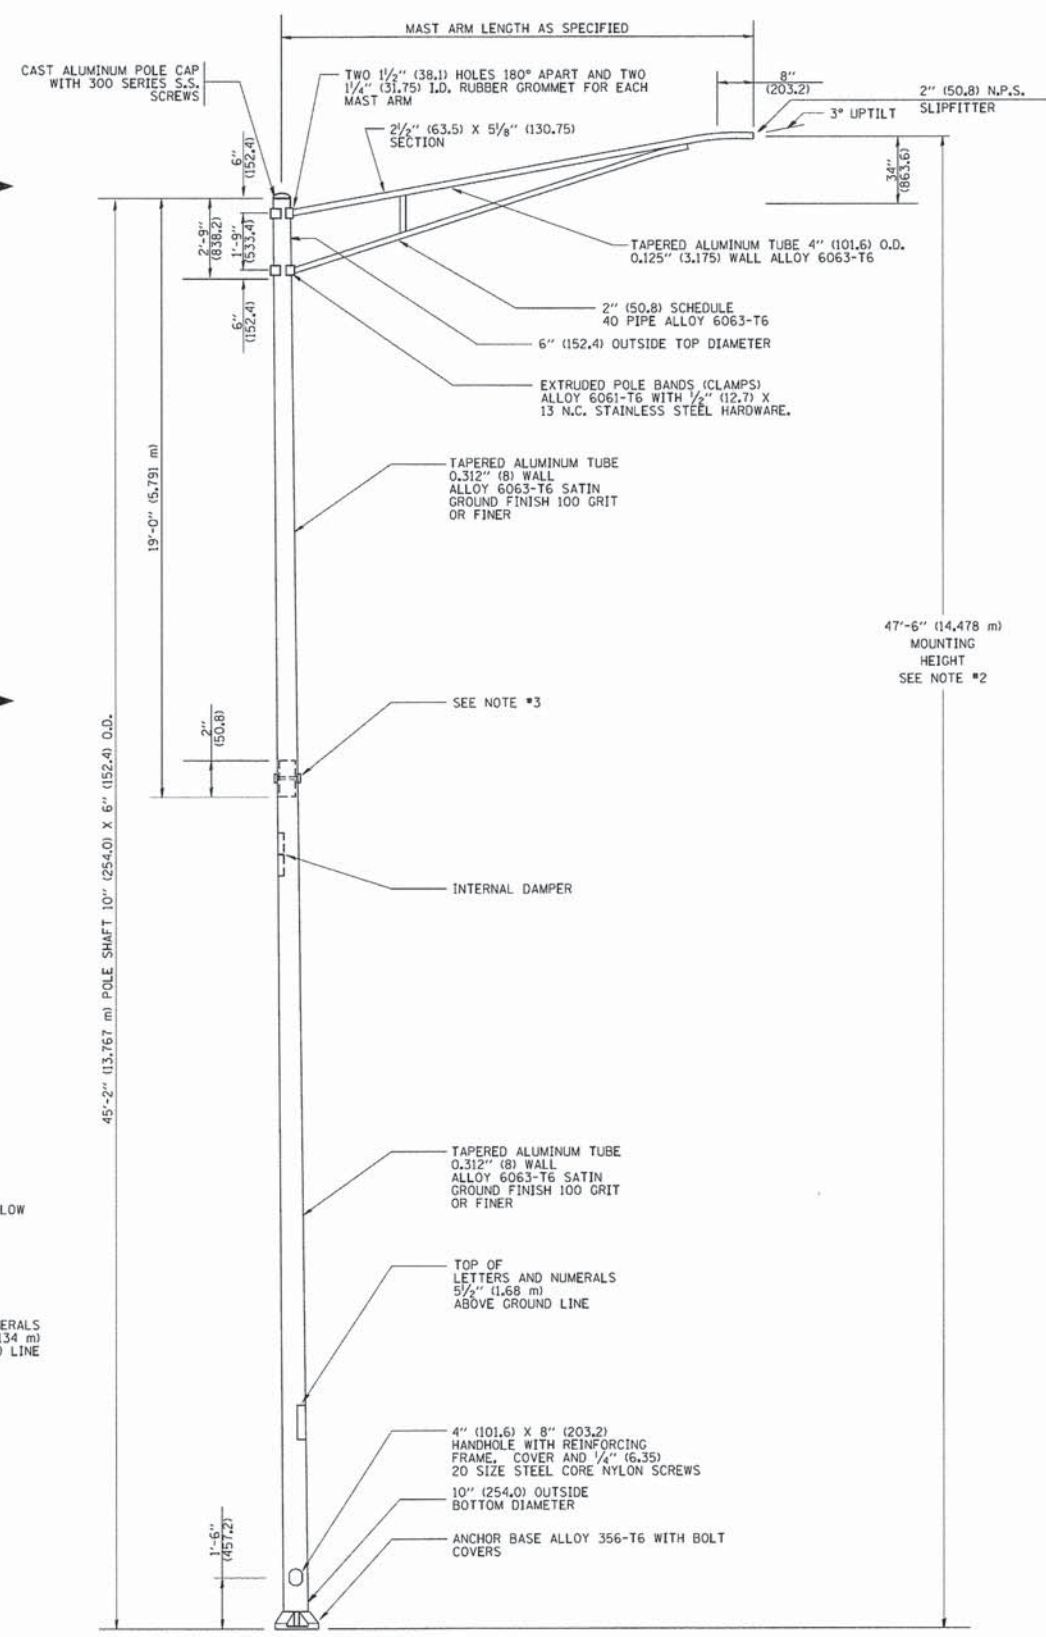 MAST ARM LENGTH AS SPECIFIED
CAST ALUMINUM POLE CAP
WITH 300 SERIES S.S.
SCREWS
TWO 1½" (38.1) HOLES 180° APART AND TWO
1¼" (31.75) I.D. RUBBER GROMMET FOR EACH
MAST ARM
8"
(203.2)
2" (50.8) N.P.S.
SLIPFITTER
3° UPTILT
2½" (63.5) X 5⅛" (130.75)
SECTION
6"
(152.4)
34"
(863.6)
2'-9"
(838.2)
1'-9"
(533.4)
TAPERED ALUMINUM TUBE 4" (101.6) O.D.
0.125" (3.175) WALL ALLOY 6063-T6
6"
(152.4)
2" (50.8) SCHEDULE
40 PIPE ALLOY 6063-T6
6" (152.4) OUTSIDE TOP DIAMETER
EXTRUDED POLE BANDS (CLAMPS)
ALLOY 6061-T6 WITH ½" (12.7) X
13 N.C. STAINLESS STEEL HARDWARE.
TAPERED ALUMINUM TUBE
0.312" (8) WALL
ALLOY 6063-T6 SATIN
GROUND FINISH 100 GRIT
OR FINER
19'-0" (5.791 m)
47'-6" (14.478 m)
MOUNTING
HEIGHT
SEE NOTE #2
SEE NOTE #3
2"
(50.8)
45'-2" (13.767 m) POLE SHAFT 10" (254.0) X 6" (152.4) O.D.
INTERNAL DAMPER
TAPERED ALUMINUM TUBE
0.312" (8) WALL
ALLOY 6063-T6 SATIN
GROUND FINISH 100 GRIT
OR FINER
LOW
TOP OF
LETTERS AND NUMERALS
5½" (1.68 m)
ABOVE GROUND LINE
ERALS
134 m)
) LINE
4" (101.6) X 8" (203.2)
HANDHOLE WITH REINFORCING
FRAME, COVER AND ¼" (6.35)
20 SIZE STEEL CORE NYLON SCREWS
10" (254.0) OUTSIDE
BOTTOM DIAMETER
1'-6"
(457.2)
ANCHOR BASE ALLOY 356-T6 WITH BOLT
COVERS